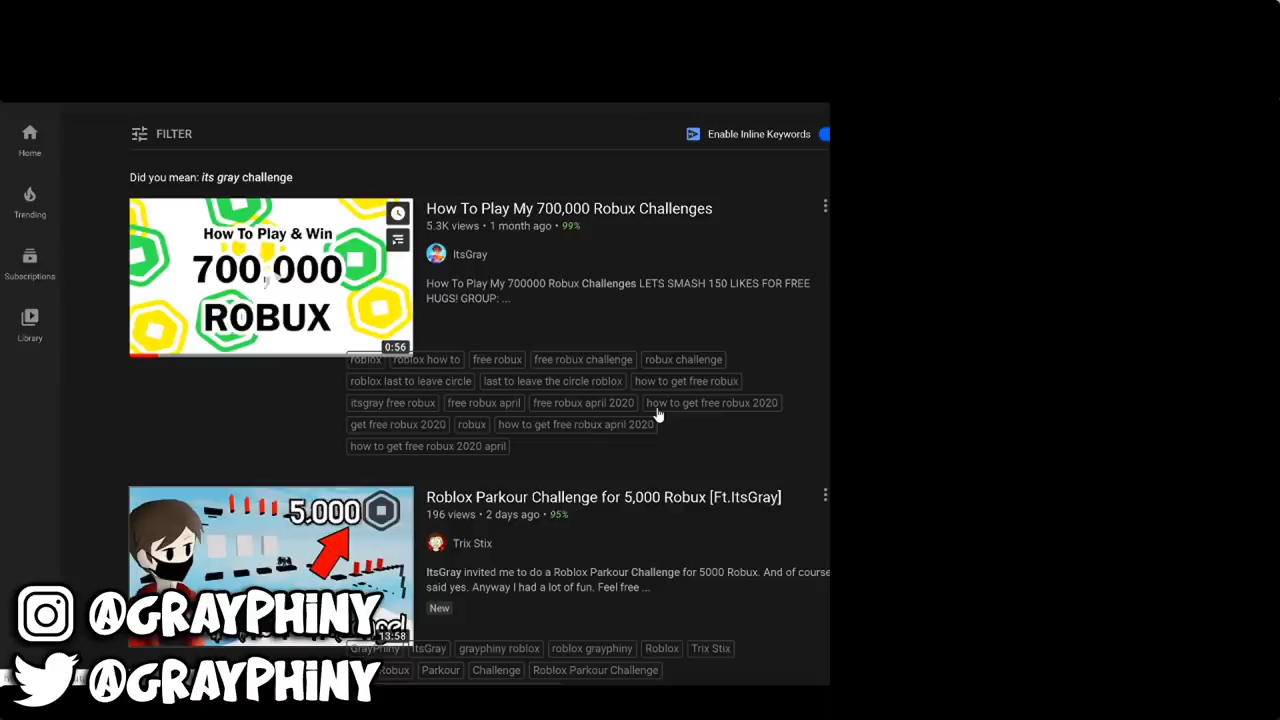 FILTER
Enable Inline Keywords
Home
Trending
Subscriptions
Library
Did you mean: its gray challenge
How To Play & Win
700,000
ROBUX
0:56
How To Play My 700,000 Robux Challenges
5.3K views • 1 month ago • 99%
ItsGray
How To Play My 700000 Robux Challenges LETS SMASH 150 LIKES FOR FREE
HUGS! GROUP: ...
roblox roblox how to free robux free robux challenge robux challenge
roblox last to leave circle last to leave the circle roblox how to get free robux
itsgray free robux free robux april free robux april 2020 how to get free robux 2020
get free robux 2020 robux how to get free robux april 2020
how to get free robux 2020 april
5,000
13:58
Roblox Parkour Challenge for 5,000 Robux [Ft.ItsGray]
196 views • 2 days ago • 95%
Trix Stix
ItsGray invited me to do a Roblox Parkour Challenge for 5000 Robux. And of course
said yes. Anyway I had a lot of fun. Feel free ...
New
GrayPhiny ItsGray grayphiny roblox roblox grayphiny Roblox Trix Stix
Robux Parkour Challenge Roblox Parkour Challenge
@GRAYPHINY
@GRAYPHINY